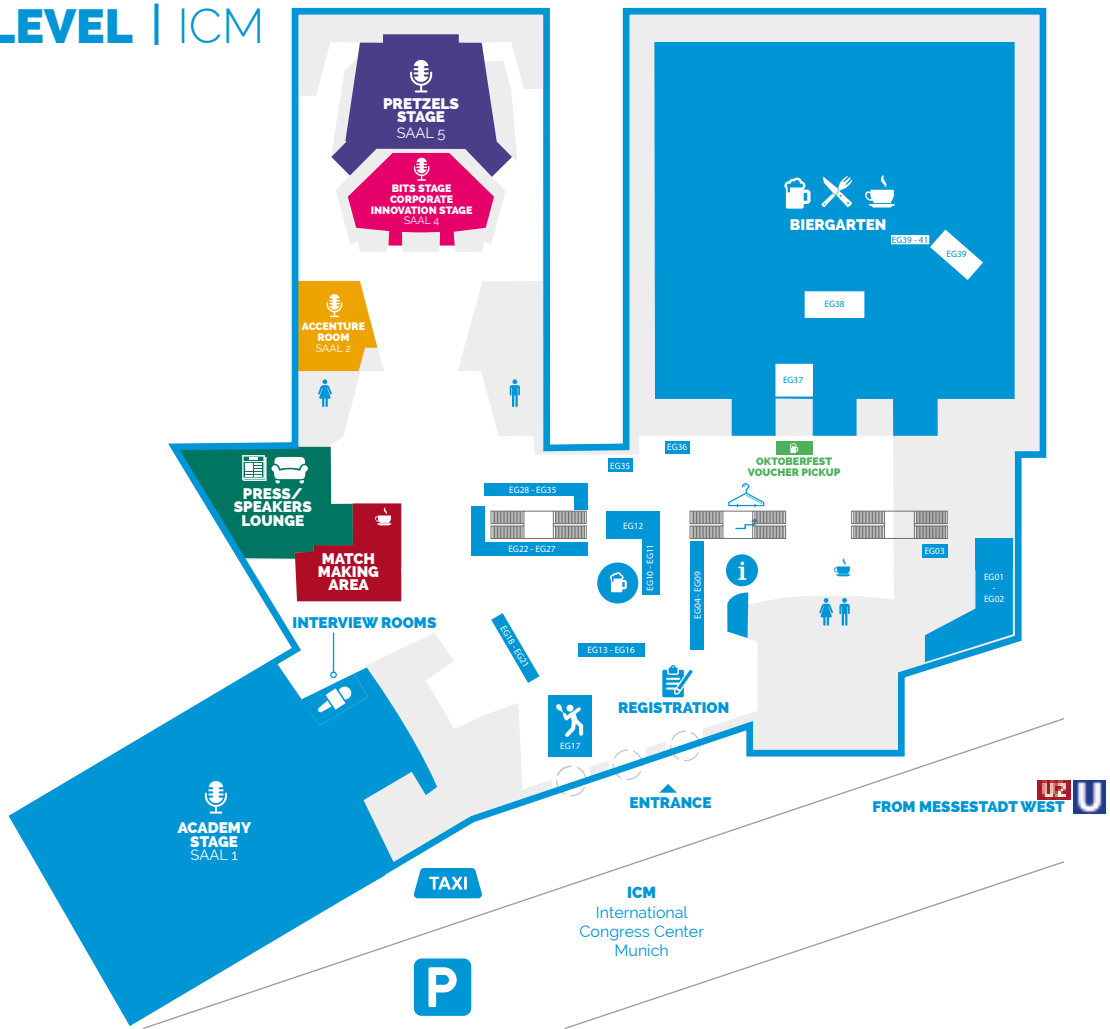 LEVEL | ICM
PRETZELS
STAGE
SAAL 5
BITS STAGE
CORPORATE
INNOVATION STAGE
SAAL 4
BIERGARTEN
EG39 - 41
EG39
EG38
EG37
ACCENTURE
ROOM
SAAL 2
EG36
EG35
OKTOBERFEST
VOUCHER PICKUP
PRESS/
SPEAKERS
LOUNGE
EG28 - EG35
EG12
EG22 - EG27
EG10 - EG11
EG04 - EG09
i
EG03
EG01
-
EG02
MATCH
MAKING
AREA
INTERVIEW ROOMS
EG18 - EG21
EG13 - EG16
REGISTRATION
EG17
ENTRANCE
U2 U
FROM MESSESTADT WEST
ACADEMY
STAGE
SAAL 1
TAXI
ICM
International
Congress Center
Munich
P